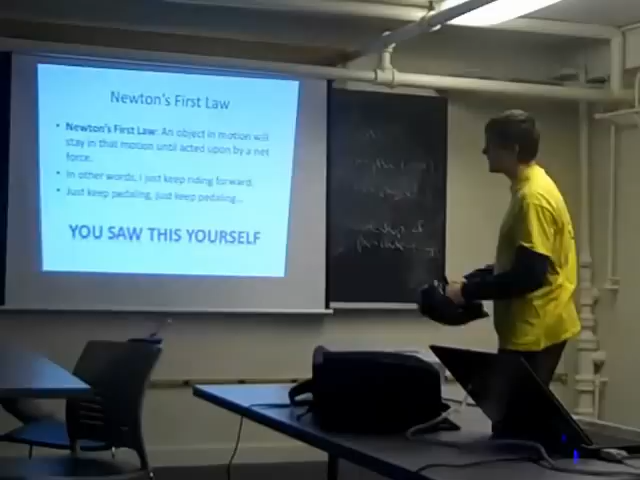 Newton's First Law
• Newton's First Law: An object in motion will
stay in that motion until acted upon by a net
force.
• In other words, I just keep riding forward.
• Just keep pedaling, just keep pedaling...
YOU SAW THIS YOURSELF